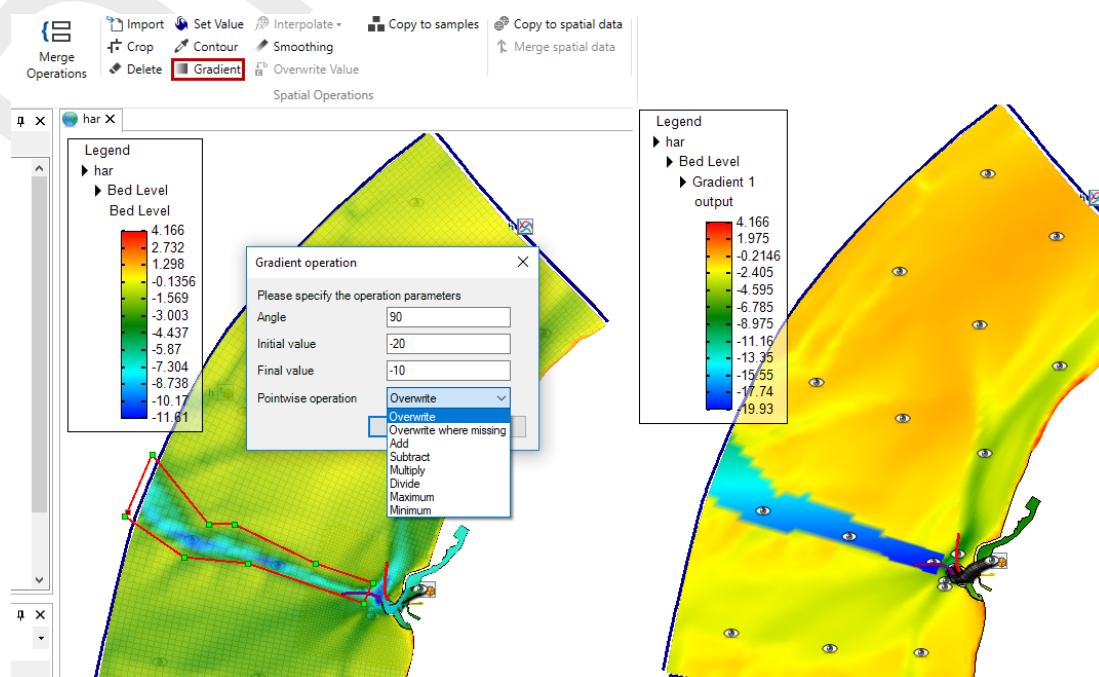 Import
Set Value
Interpolate
Copy to samples
Copy to spatial data
Merge Operations
Crop
Contour
Smoothing
Merge spatial data
Delete
Gradient
Overwrite Value
Spatial Operations
har
Legend
har
Bed Level
Bed Level
4.166
2.732
1.298
-0.1356
-1.569
-3.003
-4.437
-5.87
-7.304
-8.738
-10.17
-11.61
Gradient operation
Please specify the operation parameters
Angle 90
Initial value -20
Final value -10
Pointwise operation Overwrite
Overwrite
Overwrite where missing
Add
Subtract
Multiply
Divide
Maximum
Minimum
Legend
har
Bed Level
Gradient 1
output
4.166
1.975
-0.2146
-2.405
-4.595
-6.785
-8.975
-11.16
-13.35
-15.55
-17.74
-19.93